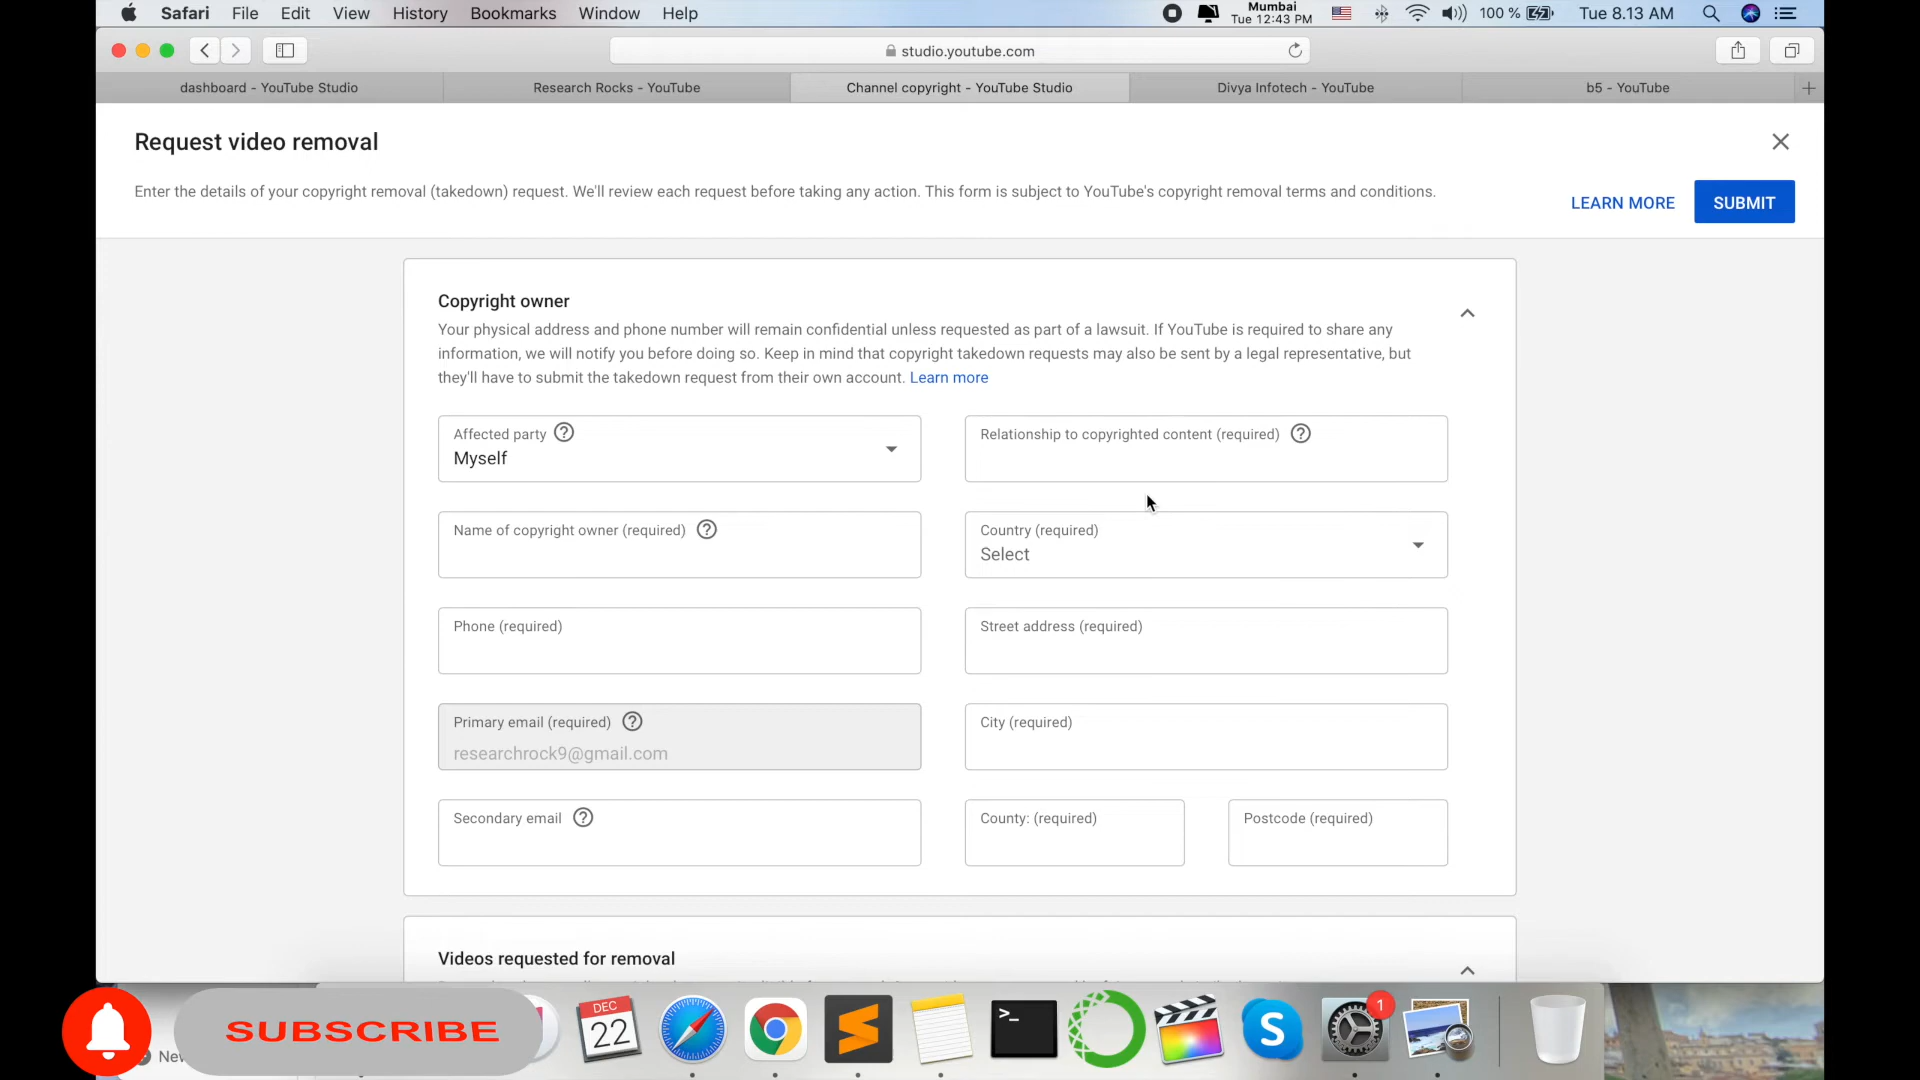 Safari File Edit View History Bookmarks Window Help
Mumbai
Tue 12:43 PM
100 %
Tue 8.13 AM
studio.youtube.com
dashboard - YouTube Studio
Research Rocks - YouTube
Channel copyright - YouTube Studio
Divya Infotech - YouTube
b5 - YouTube
Request video removal
Enter the details of your copyright removal (takedown) request. We'll review each request before taking any action. This form is subject to YouTube's copyright removal terms and conditions.
LEARN MORE
SUBMIT
Copyright owner
Your physical address and phone number will remain confidential unless requested as part of a lawsuit. If YouTube is required to share any
information, we will notify you before doing so. Keep in mind that copyright takedown requests may also be sent by a legal representative, but
they'll have to submit the takedown request from their own account. Learn more
Affected party
Myself
Relationship to copyrighted content (required)
Name of copyright owner (required)
Country (required)
Select
Phone (required)
Street address (required)
Primary email (required)
researchrock9@gmail.com
City (required)
Secondary email
County: (required)
Postcode (required)
Videos requested for removal
SUBSCRIBE
DEC
22
>_
S
1